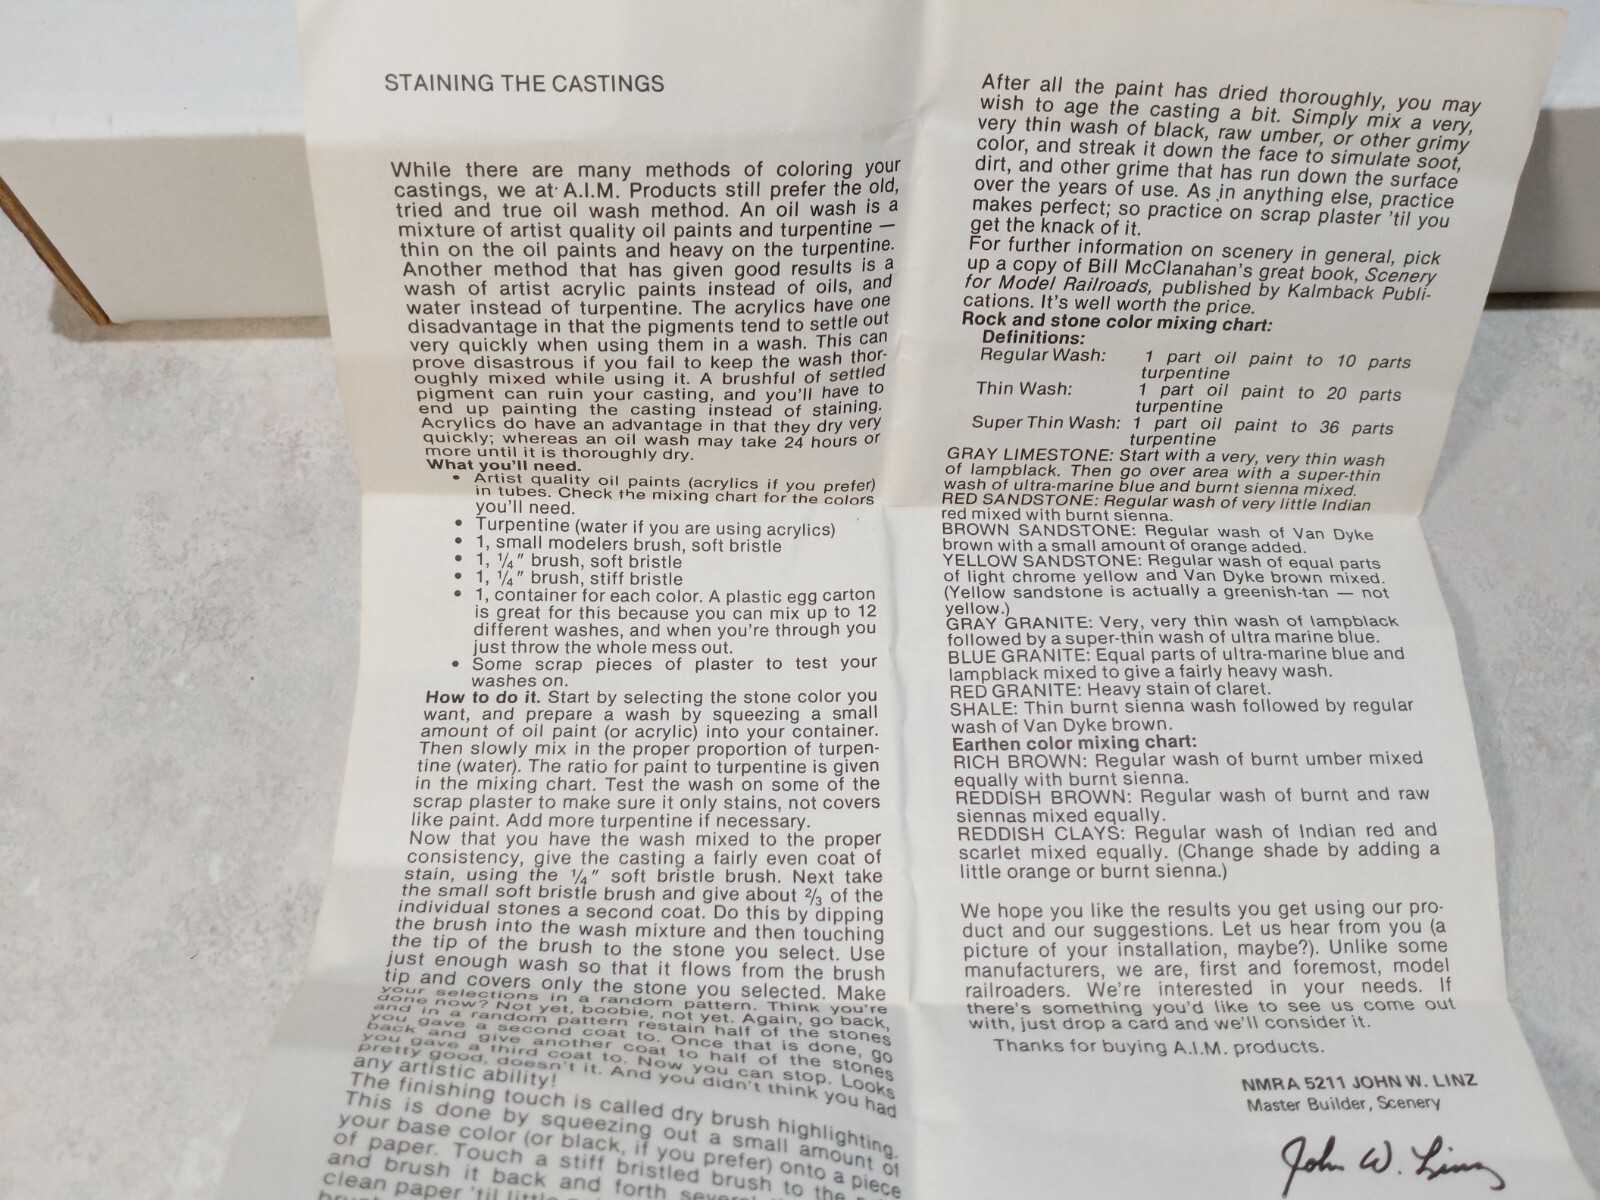 STAINING THE CASTINGS
While there are many methods of coloring your
castings, we at A.I.M. Products still prefer the old,
tried and true oil wash method. An oil wash is a
mixture of artist quality oil paints and turpentine —
thin on the oil paints and heavy on the turpentine.
Another method that has given good results is a
wash of artist acrylic paints instead of oils, and
water instead of turpentine. The acrylics have one
disadvantage in that the pigments tend to settle out
very quickly when using them in a wash. This can
prove disastrous if you fail to keep the wash thor-
oughly mixed while using it. A brushful of settled
pigment can ruin your casting, and you'll have to
end up painting the casting instead of staining.
Acrylics do have an advantage in that they dry very
quickly; whereas an oil wash may take 24 hours or
more until it is thoroughly dry.
What you'll need.
• Artist quality oil paints (acrylics if you prefer)
in tubes. Check the mixing chart for the colors
you'll need.
• Turpentine (water if you are using acrylics)
• 1, small modelers brush, soft bristle
• 1, 1/4" brush, soft bristle
• 1, 1/4" brush, stiff bristle
• 1, container for each color. A plastic egg carton
is great for this because you can mix up to 12
different washes, and when you're through you
just throw the whole mess out.
• Some scrap pieces of plaster to test your
washes on.
How to do it. Start by selecting the stone color you
want, and prepare a wash by squeezing a small
amount of oil paint (or acrylic) into your container.
Then slowly mix in the proper proportion of turpen-
tine (water). The ratio for paint to turpentine is given
in the mixing chart. Test the wash on some of the
scrap plaster to make sure it only stains, not covers
like paint. Add more turpentine if necessary.
Now that you have the wash mixed to the proper
consistency, give the casting a fairly even coat of
stain, using the 1/4" soft bristle brush. Next take
the small soft bristle brush and give about 2/3 of the
individual stones a second coat. Do this by dipping
the brush into the wash mixture and then touching
the tip of the brush to the stone you select. Use
just enough wash so that it flows from the brush
tip and covers only the stone you selected. Make
your selections in a random pattern. Think you're
done now? Not yet, boobie, not yet. Again, go back,
and in a random pattern restain half of the stones
you gave a second coat to. Once that is done, go
back and give another coat to half of the stones
you gave a third coat to. Now you can stop. Looks
pretty good, doesn't it. And you didn't think you had
any artistic ability!
The finishing touch is called dry brush highlighting.
This is done by squeezing out a small amount of
your base color (or black, if you prefer) onto a piece
of paper. Touch a stiff bristled brush to the
and brush it back and forth
clean paper 'til little
After all the paint has dried thoroughly, you may
wish to age the casting a bit. Simply mix a very,
very thin wash of black, raw umber, or other grimy
color, and streak it down the face to simulate soot,
dirt, and other grime that has run down the surface
over the years of use. As in anything else, practice
makes perfect; so practice on scrap plaster 'til you
get the knack of it.
For further information on scenery in general, pick
up a copy of Bill McClanahan's great book, Scenery
for Model Railroads, published by Kalmback Publi-
cations. It's well worth the price.
Rock and stone color mixing chart:
Definitions:
Regular Wash: 1 part oil paint to 10 parts
turpentine
Thin Wash: 1 part oil paint to 20 parts
turpentine
Super Thin Wash: 1 part oil paint to 36 parts
turpentine
GRAY LIMESTONE: Start with a very, very thin wash
of lampblack. Then go over area with a super-thin
wash of ultra-marine blue and burnt sienna mixed.
RED SANDSTONE: Regular wash of very little Indian
red mixed with burnt sienna.
BROWN SANDSTONE: Regular wash of Van Dyke
brown with a small amount of orange added.
YELLOW SANDSTONE: Regular wash of equal parts
of light chrome yellow and Van Dyke brown mixed.
(Yellow sandstone is actually a greenish-tan — not
yellow.)
GRAY GRANITE: Very, very thin wash of lampblack
followed by a super-thin wash of ultra marine blue.
BLUE GRANITE: Equal parts of ultra-marine blue and
lampblack mixed to give a fairly heavy wash.
RED GRANITE: Heavy stain of claret.
SHALE: Thin burnt sienna wash followed by regular
wash of Van Dyke brown.
Earthen color mixing chart:
RICH BROWN: Regular wash of burnt umber mixed
equally with burnt sienna.
REDDISH BROWN: Regular wash of burnt and raw
siennas mixed equally.
REDDISH CLAYS: Regular wash of Indian red and
scarlet mixed equally. (Change shade by adding a
little orange or burnt sienna.)
We hope you like the results you get using our pro-
duct and our suggestions. Let us hear from you (a
picture of your installation, maybe?). Unlike some
manufacturers, we are, first and foremost, model
railroaders. We're interested in your needs. If
there's something you'd like to see us come out
with, just drop a card and we'll consider it.
Thanks for buying A.I.M. products.
NMRA 5211 JOHN W. LINZ
Master Builder, Scenery
John W. Linz